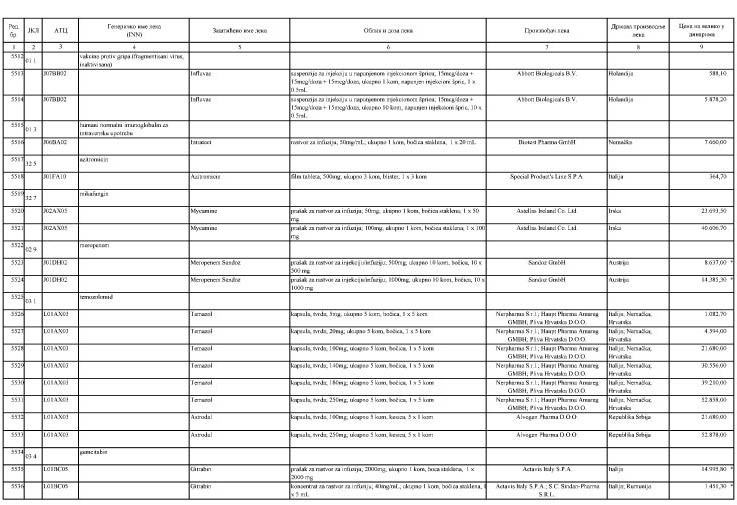 Ред. бр. ЈКЛ АТЦ Генеричко име лека (INN) Заштићено име лека Облик и доза лека Произвођач лека Држава производње лека Цена на велико у динарима
1 2 3 4 5 6 7 8 9
5512 01 1 vakcina protiv gripa (fragmentisani virus, inaktivisana)
5513 J07BB02 Influvac suspenzija za injekciju u napunjenom injekcionom špricu; 15mcg/doza + 15mcg/doza + 15mcg/doza, ukupno 1 kom, napunjen injekcioni špric, 1 x 0.5mL Abbott Biologicals B.V. Holandija 588,10
5514 J07BB02 Influvac suspenzija za injekciju u napunjenom injekcionom špricu; 15mcg/doza + 15mcg/doza + 15mcg/doza, ukupno 10 kom, napunjen injekcioni špric, 10 x 0.5mL Abbott Biologicals B.V. Holandija 5.878,20
5515 01 3 humani normalni imunoglobulin za intravensku upotrebu
5516 J06BA02 Intratect rastvor za infuziju, 50mg/mL, ukupno 1 kom, bočica staklena, 1 x 20 mL Biotest Pharma GmbH Nemačka 7.660,00
5517 32 5 azitromicin
5518 J01FA10 Azitromicin film tableta; 500mg, ukupno 3 kom, blister, 1 x 3 kom Special Product's Line S.P.A. Italija 364,70
5519 32 7 mikafungin
5520 J02AX05 Mycamine prašak za rastvor za infuziju; 50mg, ukupno 1 kom, bočica staklena, 1 x 50 mg Astellas Ireland Co. Ltd. Irska 23.693,50
5521 J02AX05 Mycamine prašak za rastvor za infuziju; 100mg, ukupno 1 kom, bočica staklena, 1 x 100 mg Astellas Ireland Co. Ltd. Irska 40.606,70
5522 02 9 meropenem
5523 J01DH02 Meropenem Sandoz prašak za rastvor za injekciju/infuziju; 500mg, ukupno 10 kom, bočica, 10 x 500 mg Sandoz GmbH Austrija 8.637,00 *
5524 J01DH02 Meropenem Sandoz prašak za rastvor za injekciju/infuziju; 1000mg, ukupno 10 kom, bočica, 10 x 1000 mg Sandoz GmbH Austrija 14.385,30 *
5525 03 1 temozolomid
5526 L01AX03 Temazol kapsula, tvrda, 5mg, ukupno 5 kom, bočica, 1 x 5 kom Nerpharma S.r.l.; Haupt Pharma Amareg GMBH; Pliva Hrvatska D.O.O. Italija; Nemačka; Hrvatska 1.082,70
5527 L01AX03 Temazol kapsula, tvrda, 20mg; ukupno 5 kom, bočica, 1 x 5 kom Nerpharma S.r.l.; Haupt Pharma Amareg GMBH; Pliva Hrvatska D.O.O. Italija; Nemačka; Hrvatska 4.594,00
5528 L01AX03 Temazol kapsula, tvrda, 100mg; ukupno 5 kom, bočica, 1 x 5 kom Nerpharma S.r.l.; Haupt Pharma Amareg GMBH; Pliva Hrvatska D.O.O. Italija; Nemačka; Hrvatska 21.680,00
5529 L01AX03 Temazol kapsula, tvrda, 140mg; ukupno 5 kom, bočica, 1 x 5 kom Nerpharma S.r.l.; Haupt Pharma Amareg GMBH; Pliva Hrvatska D.O.O. Italija; Nemačka; Hrvatska 30.556,00
5530 L01AX03 Temazol kapsula, tvrda, 180mg; ukupno 5 kom, bočica, 1 x 5 kom Nerpharma S.r.l.; Haupt Pharma Amareg GMBH; Pliva Hrvatska D.O.O. Italija; Nemačka; Hrvatska 39.210,00
5531 L01AX03 Temazol kapsula, tvrda, 250mg; ukupno 5 kom, bočica, 1 x 5 kom Nerpharma S.r.l.; Haupt Pharma Amareg GMBH; Pliva Hrvatska D.O.O. Italija; Nemačka; Hrvatska 52.858,00
5532 L01AX03 Astrodal kapsula, tvrda, 100mg; ukupno 5 kom, kesica, 5 x 1 kom Alvogen Pharma D.O.O. Republika Srbija 21.680,00
5533 L01AX03 Astrodal kapsula, tvrda, 250mg; ukupno 5 kom, kesica, 5 x 1 kom Alvogen Pharma D.O.O. Republika Srbija 52.878,00
5534 03 4 gemcitabin
5535 L01BC05 Gitrabin prašak za rastvor za infuziju; 2000mg, ukupno 1 kom, boca staklena, 1 x 2000 mg Actavis Italy S.P.A. Italija 14.995,80 *
5536 L01BC05 Gitrabin koncentrat za rastvor za infuziju; 40mg/mL; ukupno 1 kom, bočica staklena, 1 x 5 mL Actavis Italy S.P.A.; S.C. Sindan-Pharma S.R.L. Italija; Rumunija 1.451,30 *